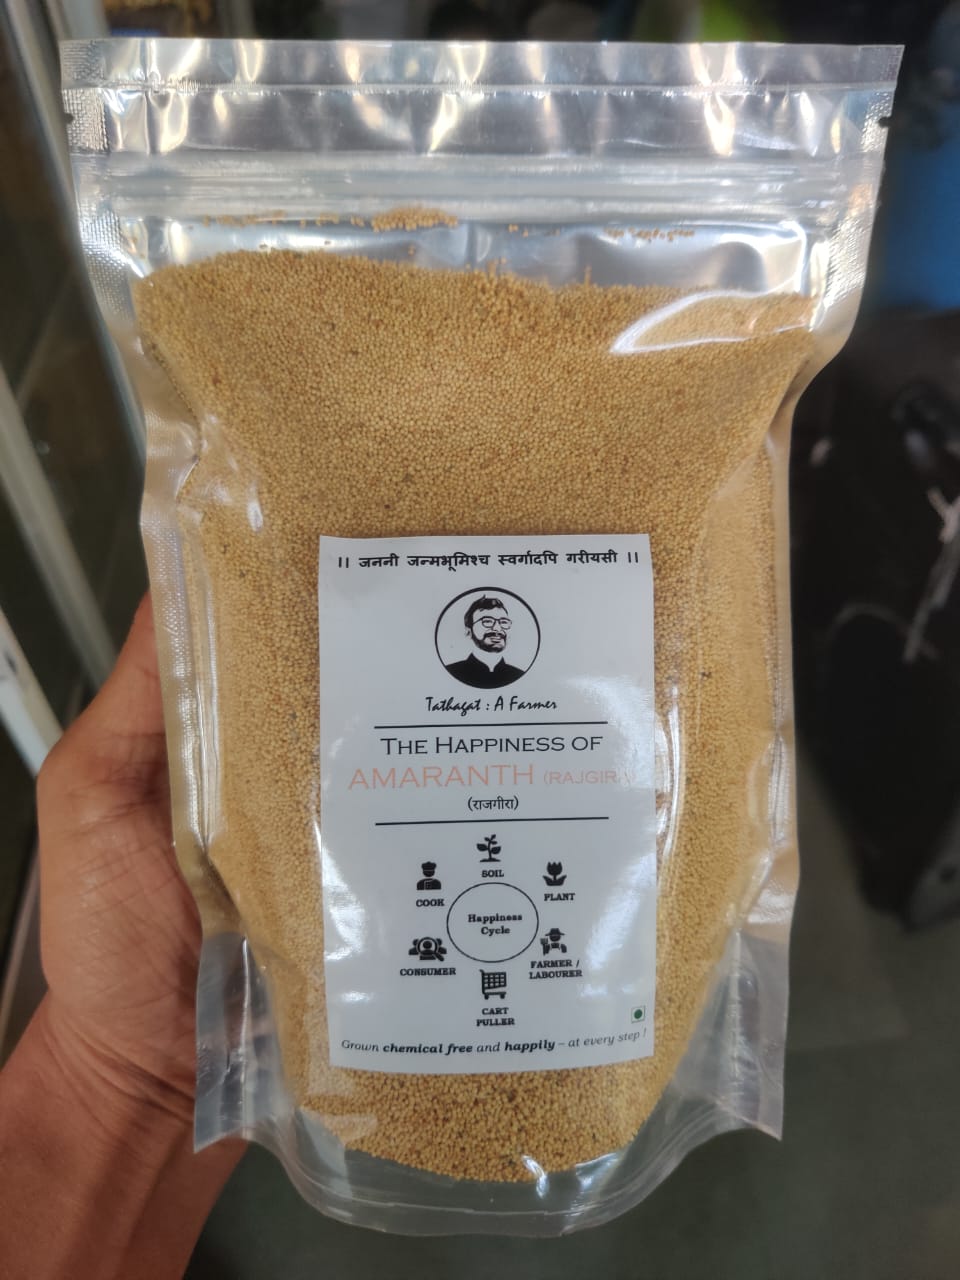 ।। जननी जन्मभूमिश्च स्वर्गादपि गरीयसी ।।
Tathagat : A Farmer
THE HAPPINESS OF
AMARANTH (RAJGIRA)
(राजगीरा)
SOIL
COOK
PLANT
Happiness
Cycle
CONSUMER
FARMER /
LABOURER
CART
PULLER
Grown chemical free and happily – at every step !